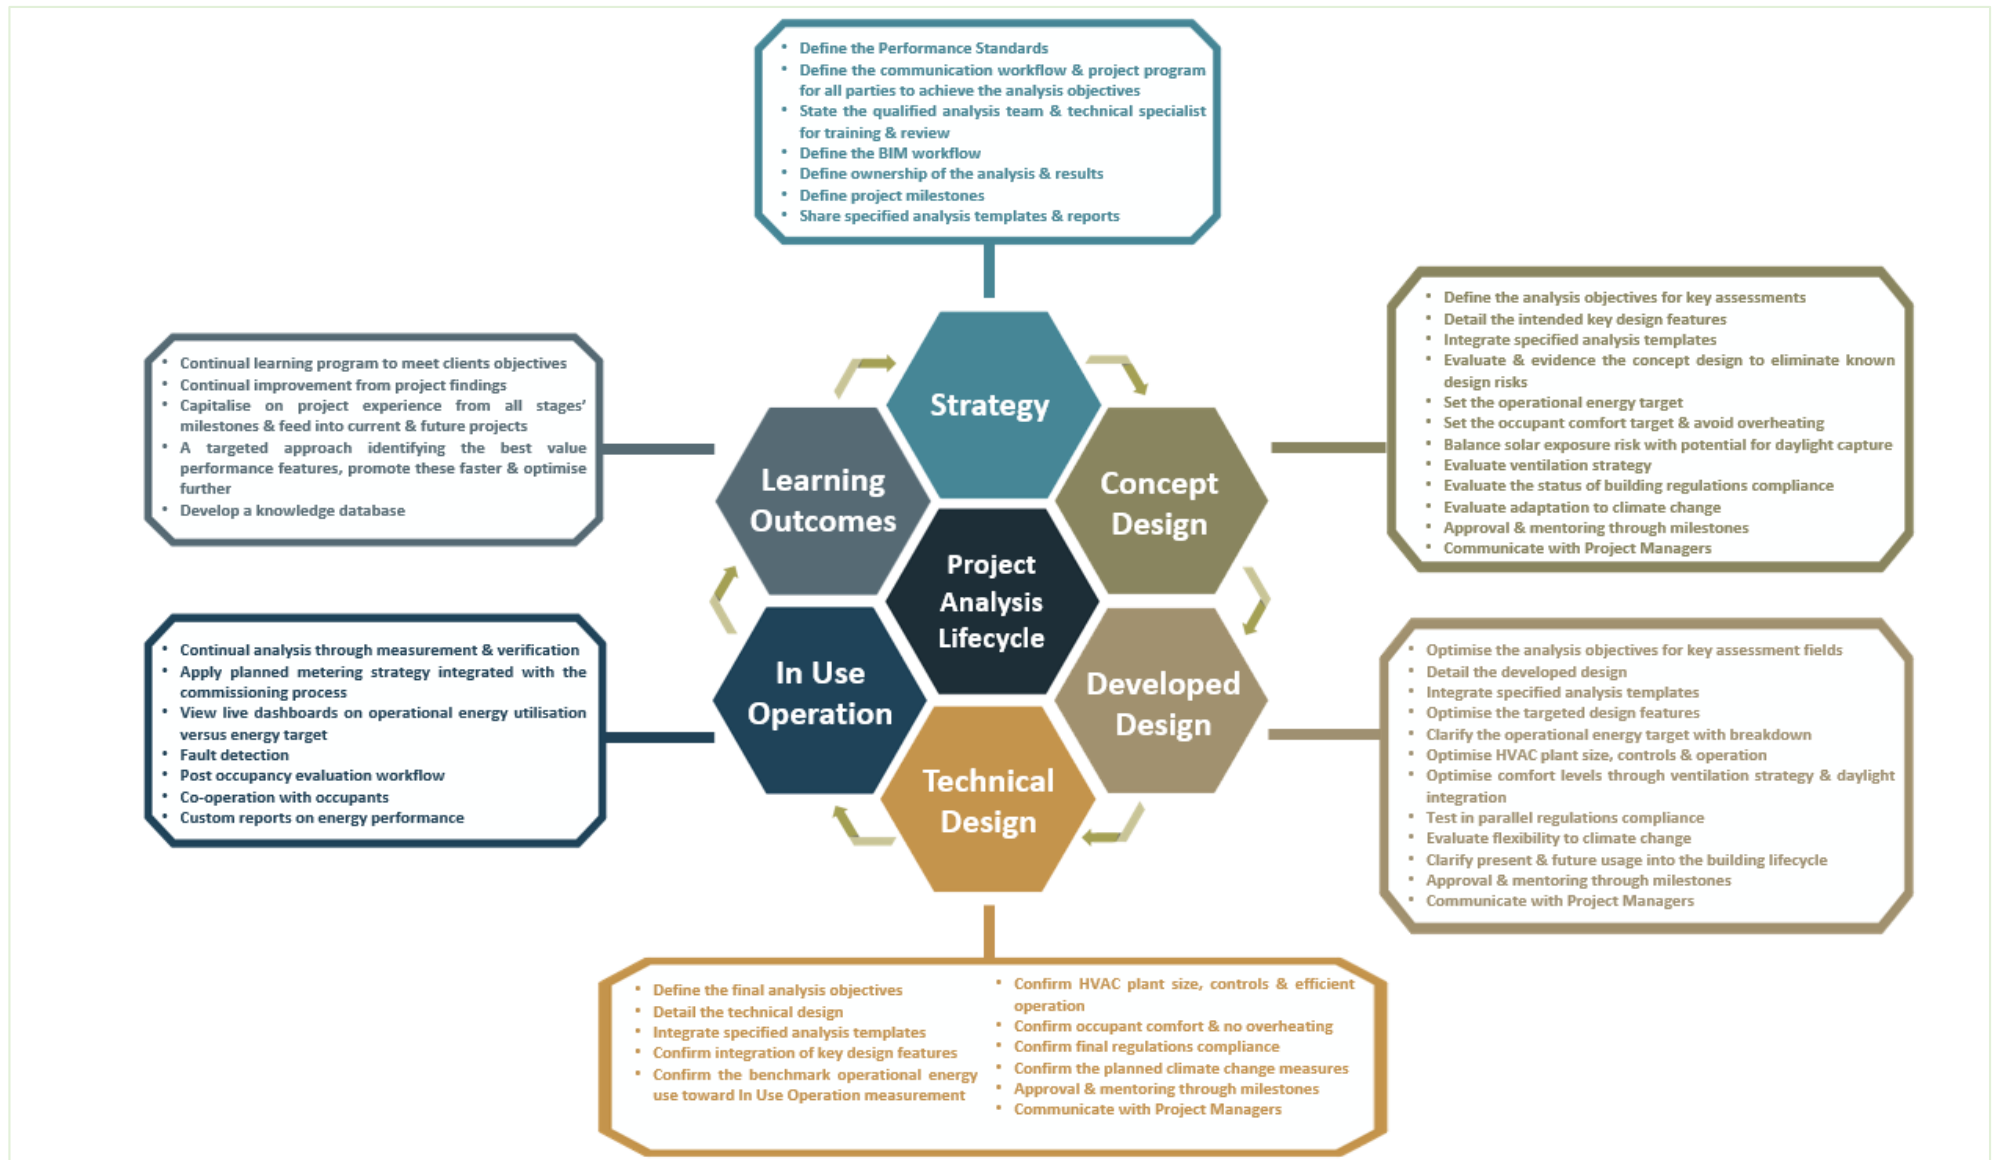 • Define the Performance Standards
• Define the communication workflow & project program
for all parties to achieve the analysis objectives
• State the qualified analysis team & technical specialist
for training & review
• Define the BIM workflow
• Define ownership of the analysis & results
• Define project milestones
• Share specified analysis templates & reports
Strategy
• Define the analysis objectives for key assessments
• Detail the intended key design features
• Integrate specified analysis templates
• Evaluate & evidence the concept design to eliminate known
design risks
• Set the operational energy target
• Set the occupant comfort target & avoid overheating
• Balance solar exposure risk with potential for daylight capture
• Evaluate ventilation strategy
• Evaluate the status of building regulations compliance
• Evaluate adaptation to climate change
• Approval & mentoring through milestones
• Communicate with Project Managers
Concept
Design
• Optimise the analysis objectives for key assessment fields
• Detail the developed design
• Integrate specified analysis templates
• Optimise the targeted design features
• Clarify the operational energy target with breakdown
• Optimise HVAC plant size, controls & operation
• Optimise comfort levels through ventilation strategy & daylight
integration
• Test in parallel regulations compliance
• Evaluate flexibility to climate change
• Clarify present & future usage into the building lifecycle
• Approval & mentoring through milestones
• Communicate with Project Managers
Developed
Design
Technical
Design
• Define the final analysis objectives
• Detail the technical design
• Integrate specified analysis templates
• Confirm integration of key design features
• Confirm the benchmark operational energy
use toward In Use Operation measurement
• Confirm HVAC plant size, controls & efficient
operation
• Confirm occupant comfort & no overheating
• Confirm final regulations compliance
• Confirm the planned climate change measures
• Approval & mentoring through milestones
• Communicate with Project Managers
In Use
Operation
• Continual analysis through measurement & verification
• Apply planned metering strategy integrated with the
commissioning process
• View live dashboards on operational energy utilisation
versus energy target
• Fault detection
• Post occupancy evaluation workflow
• Co-operation with occupants
• Custom reports on energy performance
Learning
Outcomes
• Continual learning program to meet clients objectives
• Continual improvement from project findings
• Capitalise on project experience from all stages’
milestones & feed into current & future projects
• A targeted approach identifying the best value
performance features, promote these faster & optimise
further
• Develop a knowledge database
Project
Analysis
Lifecycle